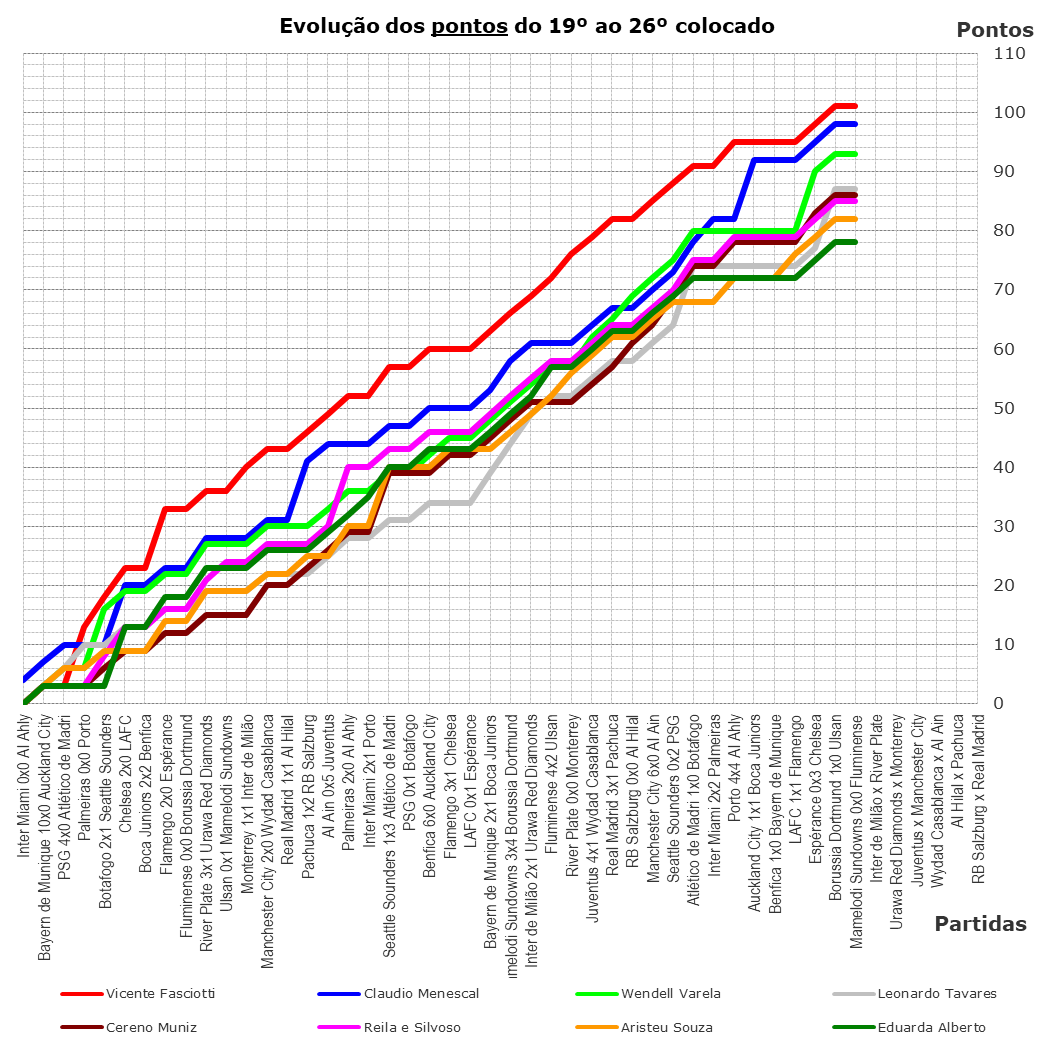 Evolução dos pontos do 19º ao 26º colocado
Pontos
110
100
90
80
70
60
50
40
30
20
10
0
Inter Miami 0x0 Al Ahly
Bayern de Munique 10x0 Auckland City
PSG 4x0 Atlético de Madri
Palmeiras 0x0 Porto
Botafogo 2x1 Seattle Sounders
Chelsea 2x0 LAFC
Boca Juniors 2x2 Benfica
Flamengo 2x0 Espérance
Fluminense 0x0 Borussia Dortmund
River Plate 3x1 Urawa Red Diamonds
Ulsan 0x1 Mamelodi Sundowns
Monterrey 1x1 Inter de Milão
Manchester City 2x0 Wydad Casablanca
Real Madrid 1x1 Al Hilal
Pachuca 1x2 RB Salzburg
Al Ain 0x5 Juventus
Palmeiras 2x0 Al Ahly
Inter Miami 2x1 Porto
Seattle Sounders 1x3 Atlético de Madri
PSG 0x1 Botafogo
Benfica 6x0 Auckland City
Flamengo 3x1 Chelsea
LAFC 0x1 Espérance
Bayern de Munique 2x1 Boca Juniors
melodi Sundowns 3x4 Borussia Dortmund
Inter de Milão 2x1 Urawa Red Diamonds
Fluminense 4x2 Ulsan
River Plate 0x0 Monterrey
Juventus 4x1 Wydad Casablanca
Real Madrid 3x1 Pachuca
RB Salzburg 0x0 Al Hilal
Manchester City 6x0 Al Ain
Seattle Sounders 0x2 PSG
Atlético de Madri 1x0 Botafogo
Inter Miami 2x2 Palmeiras
Porto 4x4 Al Ahly
Auckland City 1x1 Boca Juniors
Benfica 1x0 Bayern de Munique
LAFC 1x1 Flamengo
Espérance 0x3 Chelsea
Borussia Dortmund 1x0 Ulsan
Mamelodi Sundowns 0x0 Fluminense
Inter de Milão x River Plate
Urawa Red Diamonds x Monterrey
Juventus x Manchester City
Wydad Casablanca x Al Ain
Al Hilal x Pachuca
RB Salzburg x Real Madrid
Partidas
Vicente Fasciotti
Claudio Menescal
Wendell Varela
Leonardo Tavares
Cereno Muniz
Reila e Silvoso
Aristeu Souza
Eduarda Alberto